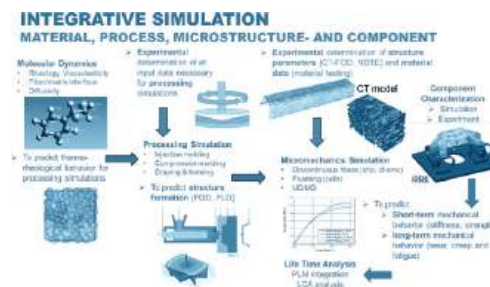 INTEGRATIVE SIMULATION
MATERIAL, PROCESS, MICROSTRUCTURE- AND COMPONENT
Molecular Dynamics
Rheology, Viscoelasticity
Fiber/matrix interface
Diffusivity
To predict thermo-
rheological behavior for
processing simulations
Experimental
determination of all
input data necessary
for processing
simulations
Processing Simulation
Injection molding
Compression molding
Draping & forming
To predict structure
formation (FOD, FLD)
Experimental determination of structure
parameters (CT-FOD, NDTE) and material
data (material testing)
CT model
Micromechanics Simulation
Discontinuous fibers
UD/MD
Component
Characterization
Simulation
Experiment
To predict
Short-term mechanical
behavior (stiffness, strength)
long-term mechanical
behavior (wear, creep and
fatigue)
Life Time Analysis
PLM integration
LCA analysis